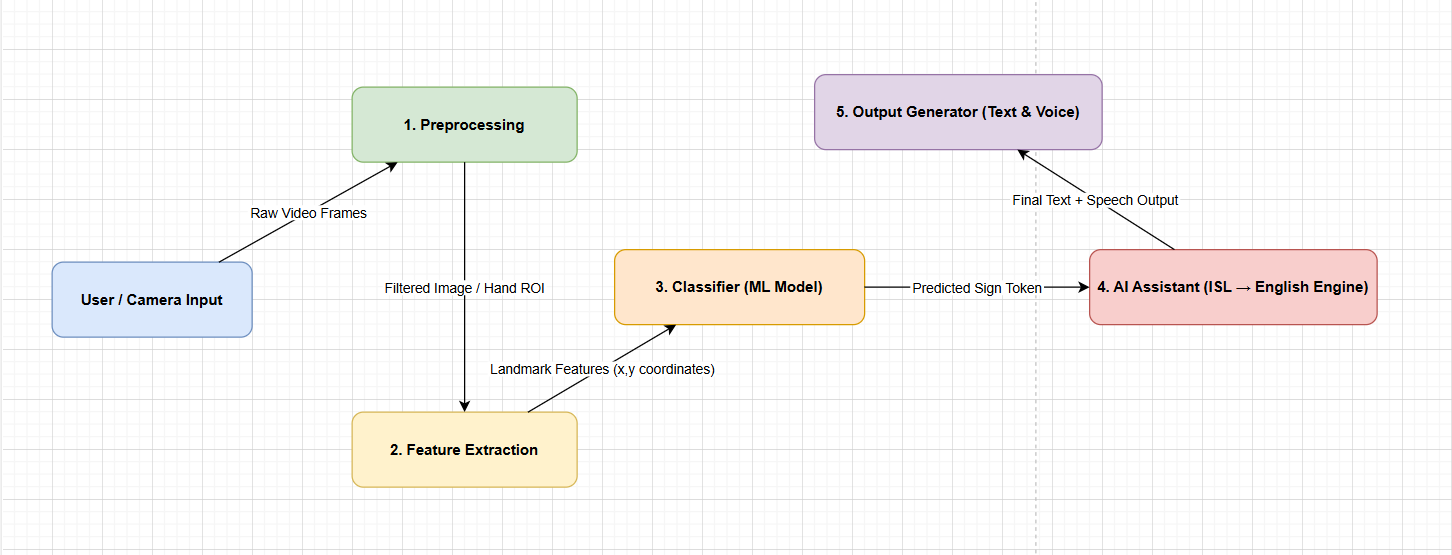 User / Camera Input
Raw Video Frames
1. Preprocessing
Filtered Image / Hand ROI
2. Feature Extraction
Landmark Features (x,y coordinates)
3. Classifier (ML Model)
Predicted Sign Token
4. AI Assistant (ISL → English Engine)
Final Text + Speech Output
5. Output Generator (Text & Voice)